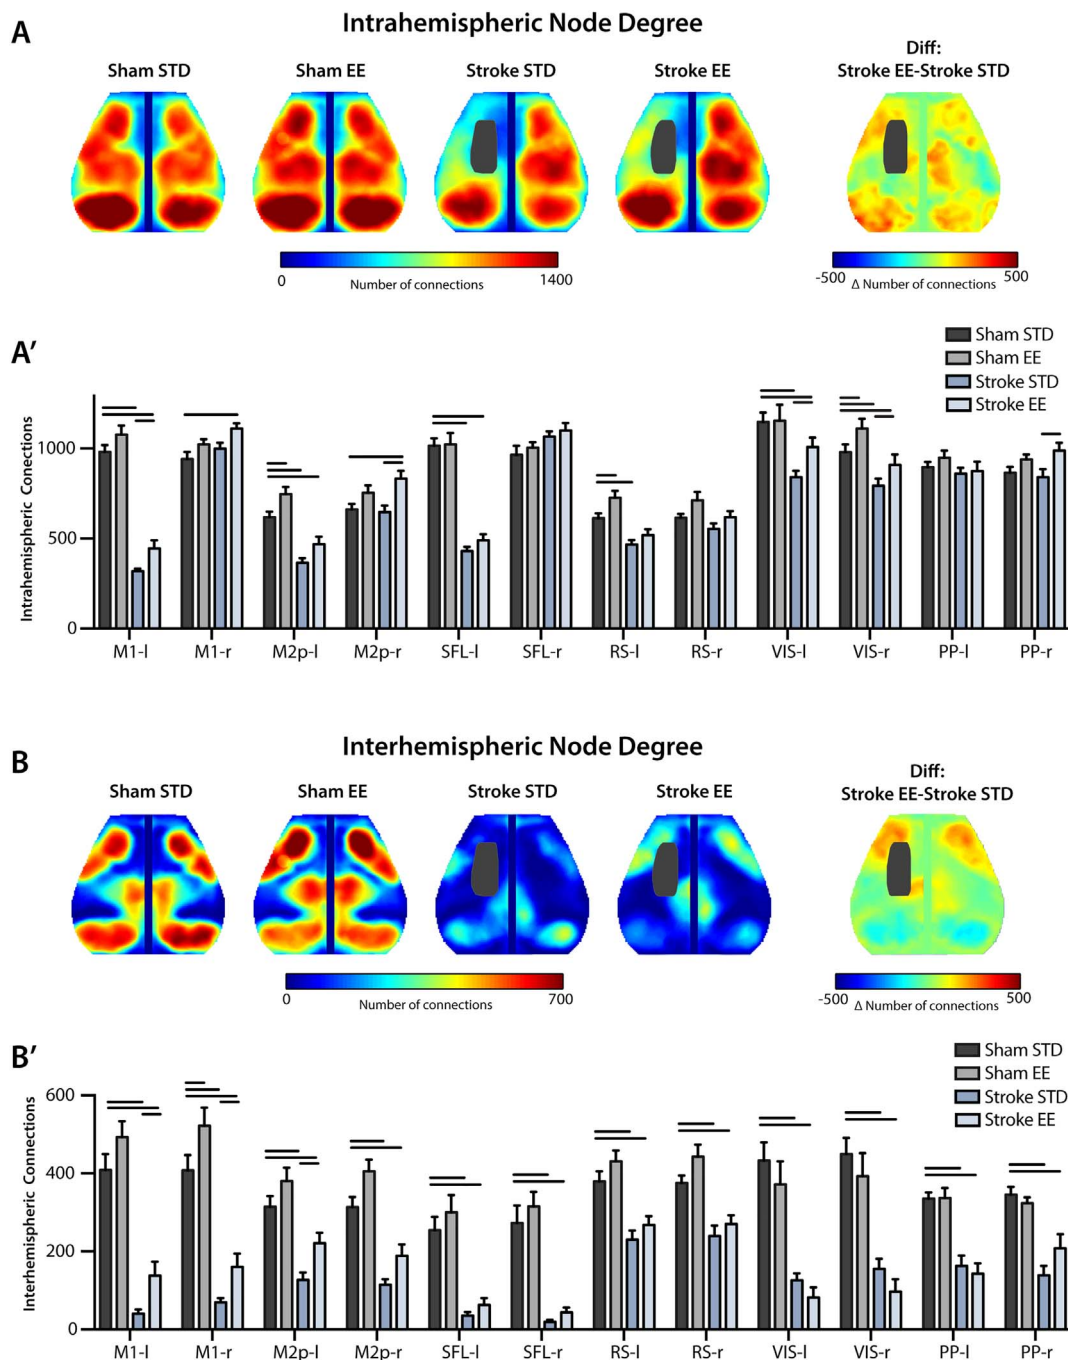 A
Intrahemispheric Node Degree
Sham STD
Sham EE
Stroke STD
Stroke EE
Diff:
Stroke EE-Stroke STD
0
Number of connections
1400
-500
Δ Number of connections
500
A'
Sham STD
Sham EE
Stroke STD
Stroke EE
Intrahemispheric Conections
1000
500
0
M1-l
M1-r
M2p-l
M2p-r
SFL-l
SFL-r
RS-l
RS-r
VIS-l
VIS-r
PP-l
PP-r
B
Interhemispheric Node Degree
Sham STD
Sham EE
Stroke STD
Stroke EE
Diff:
Stroke EE-Stroke STD
0
Number of connections
700
-500
Δ Number of connections
500
B'
Sham STD
Sham EE
Stroke STD
Stroke EE
Interhemispheric Connections
600
400
200
0
M1-l
M1-r
M2p-l
M2p-r
SFL-l
SFL-r
RS-l
RS-r
VIS-l
VIS-r
PP-l
PP-r